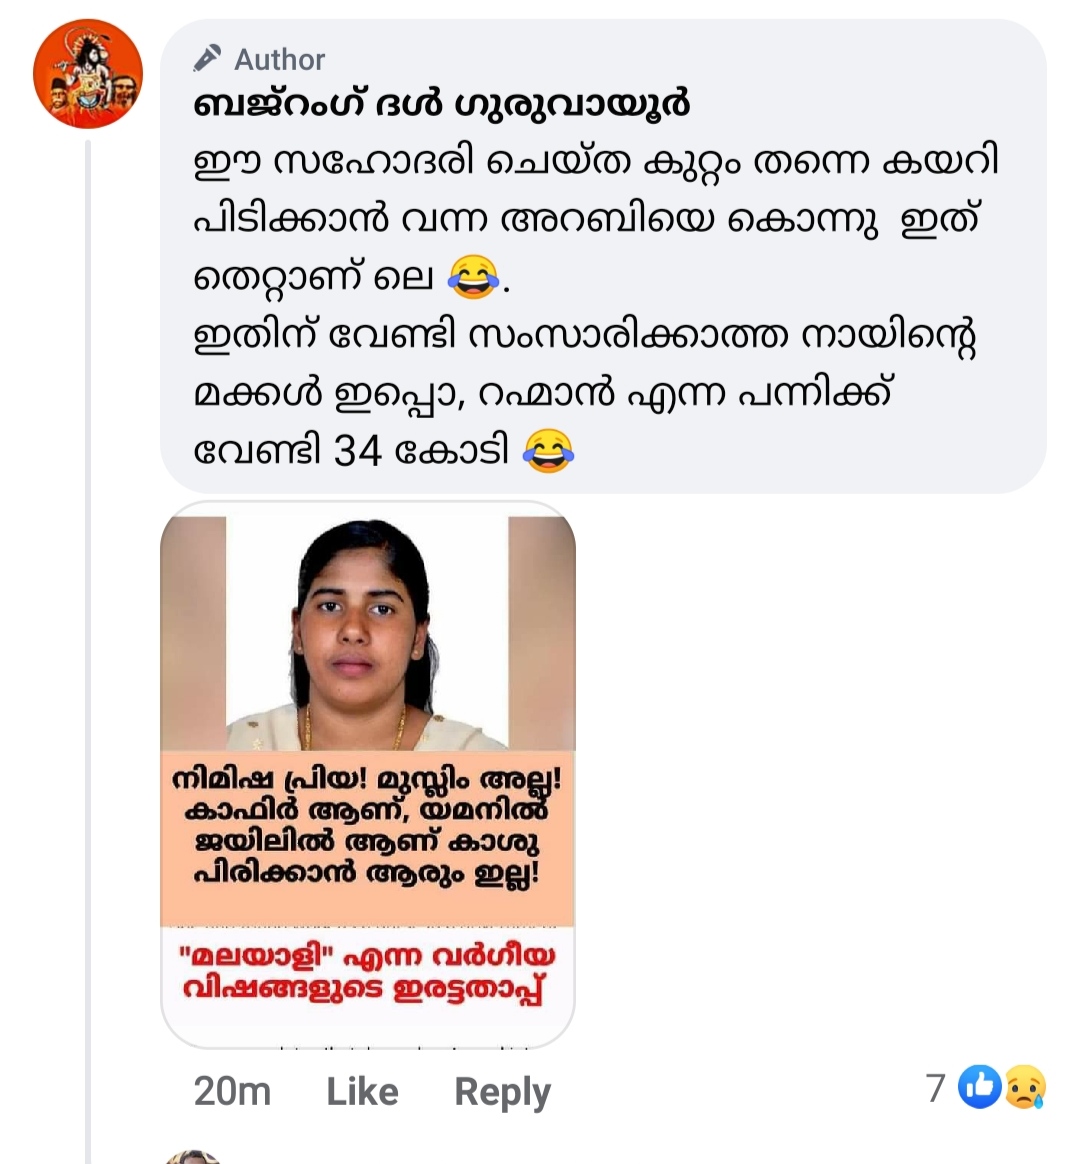 Author
ബജ്റംഗ് ദൾ ഗുരുവായൂർ
ഈ സഹോദരി ചെയ്ത കുറ്റം തന്നെ കയറി
പിടിക്കാൻ വന്ന അറബിയെ കൊന്നു ഇത്
തെറ്റാണ് ലെ 😂.
ഇതിന് വേണ്ടി സംസാരിക്കാത്ത നായിന്റെ
മക്കൾ ഇപ്പൊ, റഹ്മാൻ എന്ന പന്നിക്ക്
വേണ്ടി 34 കോടി 😂
നിമിഷ പ്രിയ! മുസ്ലിം അല്ല!
കാഫിർ ആണ്, യമനിൽ
ജയിലിൽ ആണ് കാശു
പിരിക്കാൻ ആരും ഇല്ല!
"മലയാളി" എന്ന വർഗീയ
വിഷങ്ങളുടെ ഇരട്ടതാപ്പ്
20m Like Reply 7